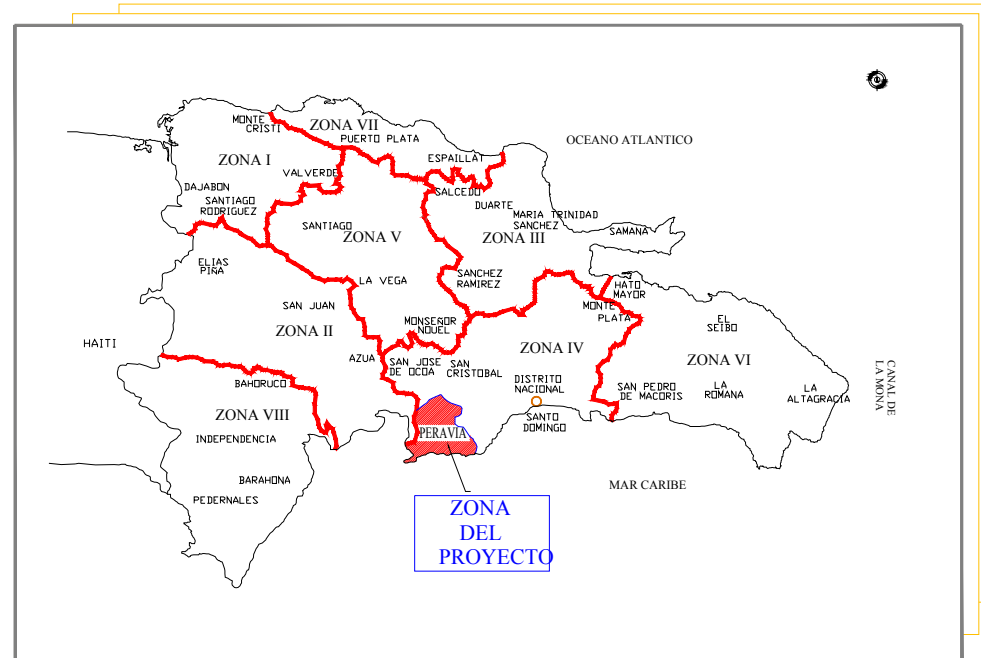 MONTE
CRISTI
ZONA VII
PUERTO PLATA
OCEANO ATLANTICO
ZONA I
VALVERDE
ESPAILLAT
DAJABON
SANTIAGO
RODRIGUEZ
SALCEDO
DUARTE
MARIA TRINIDAD
SANCHEZ
SAMANA
SANTIAGO
ZONA V
ZONA III
ELIAS
PIÑA
LA VEGA
SANCHEZ
RAMIREZ
HATO
MAYOR
SAN JUAN
ZONA II
MONSEÑOR
NOUEL
MONTE
PLATA
EL
SEIBO
HAITI
AZUA
SAN JOSE
DE OCOA
SAN
CRISTOBAL
ZONA IV
ZONA VI
CANAL DE
LA MONA
BAHORUCO
DISTRITO
NACIONAL
SAN PEDRO
DE MACORIS
LA
ROMANA
LA
ALTAGRACIA
ZONA VIII
SANTO
DOMINGO
PERAVIA
INDEPENDENCIA
BARAHONA
PEDERNALES
MAR CARIBE
ZONA
DEL
PROYECTO